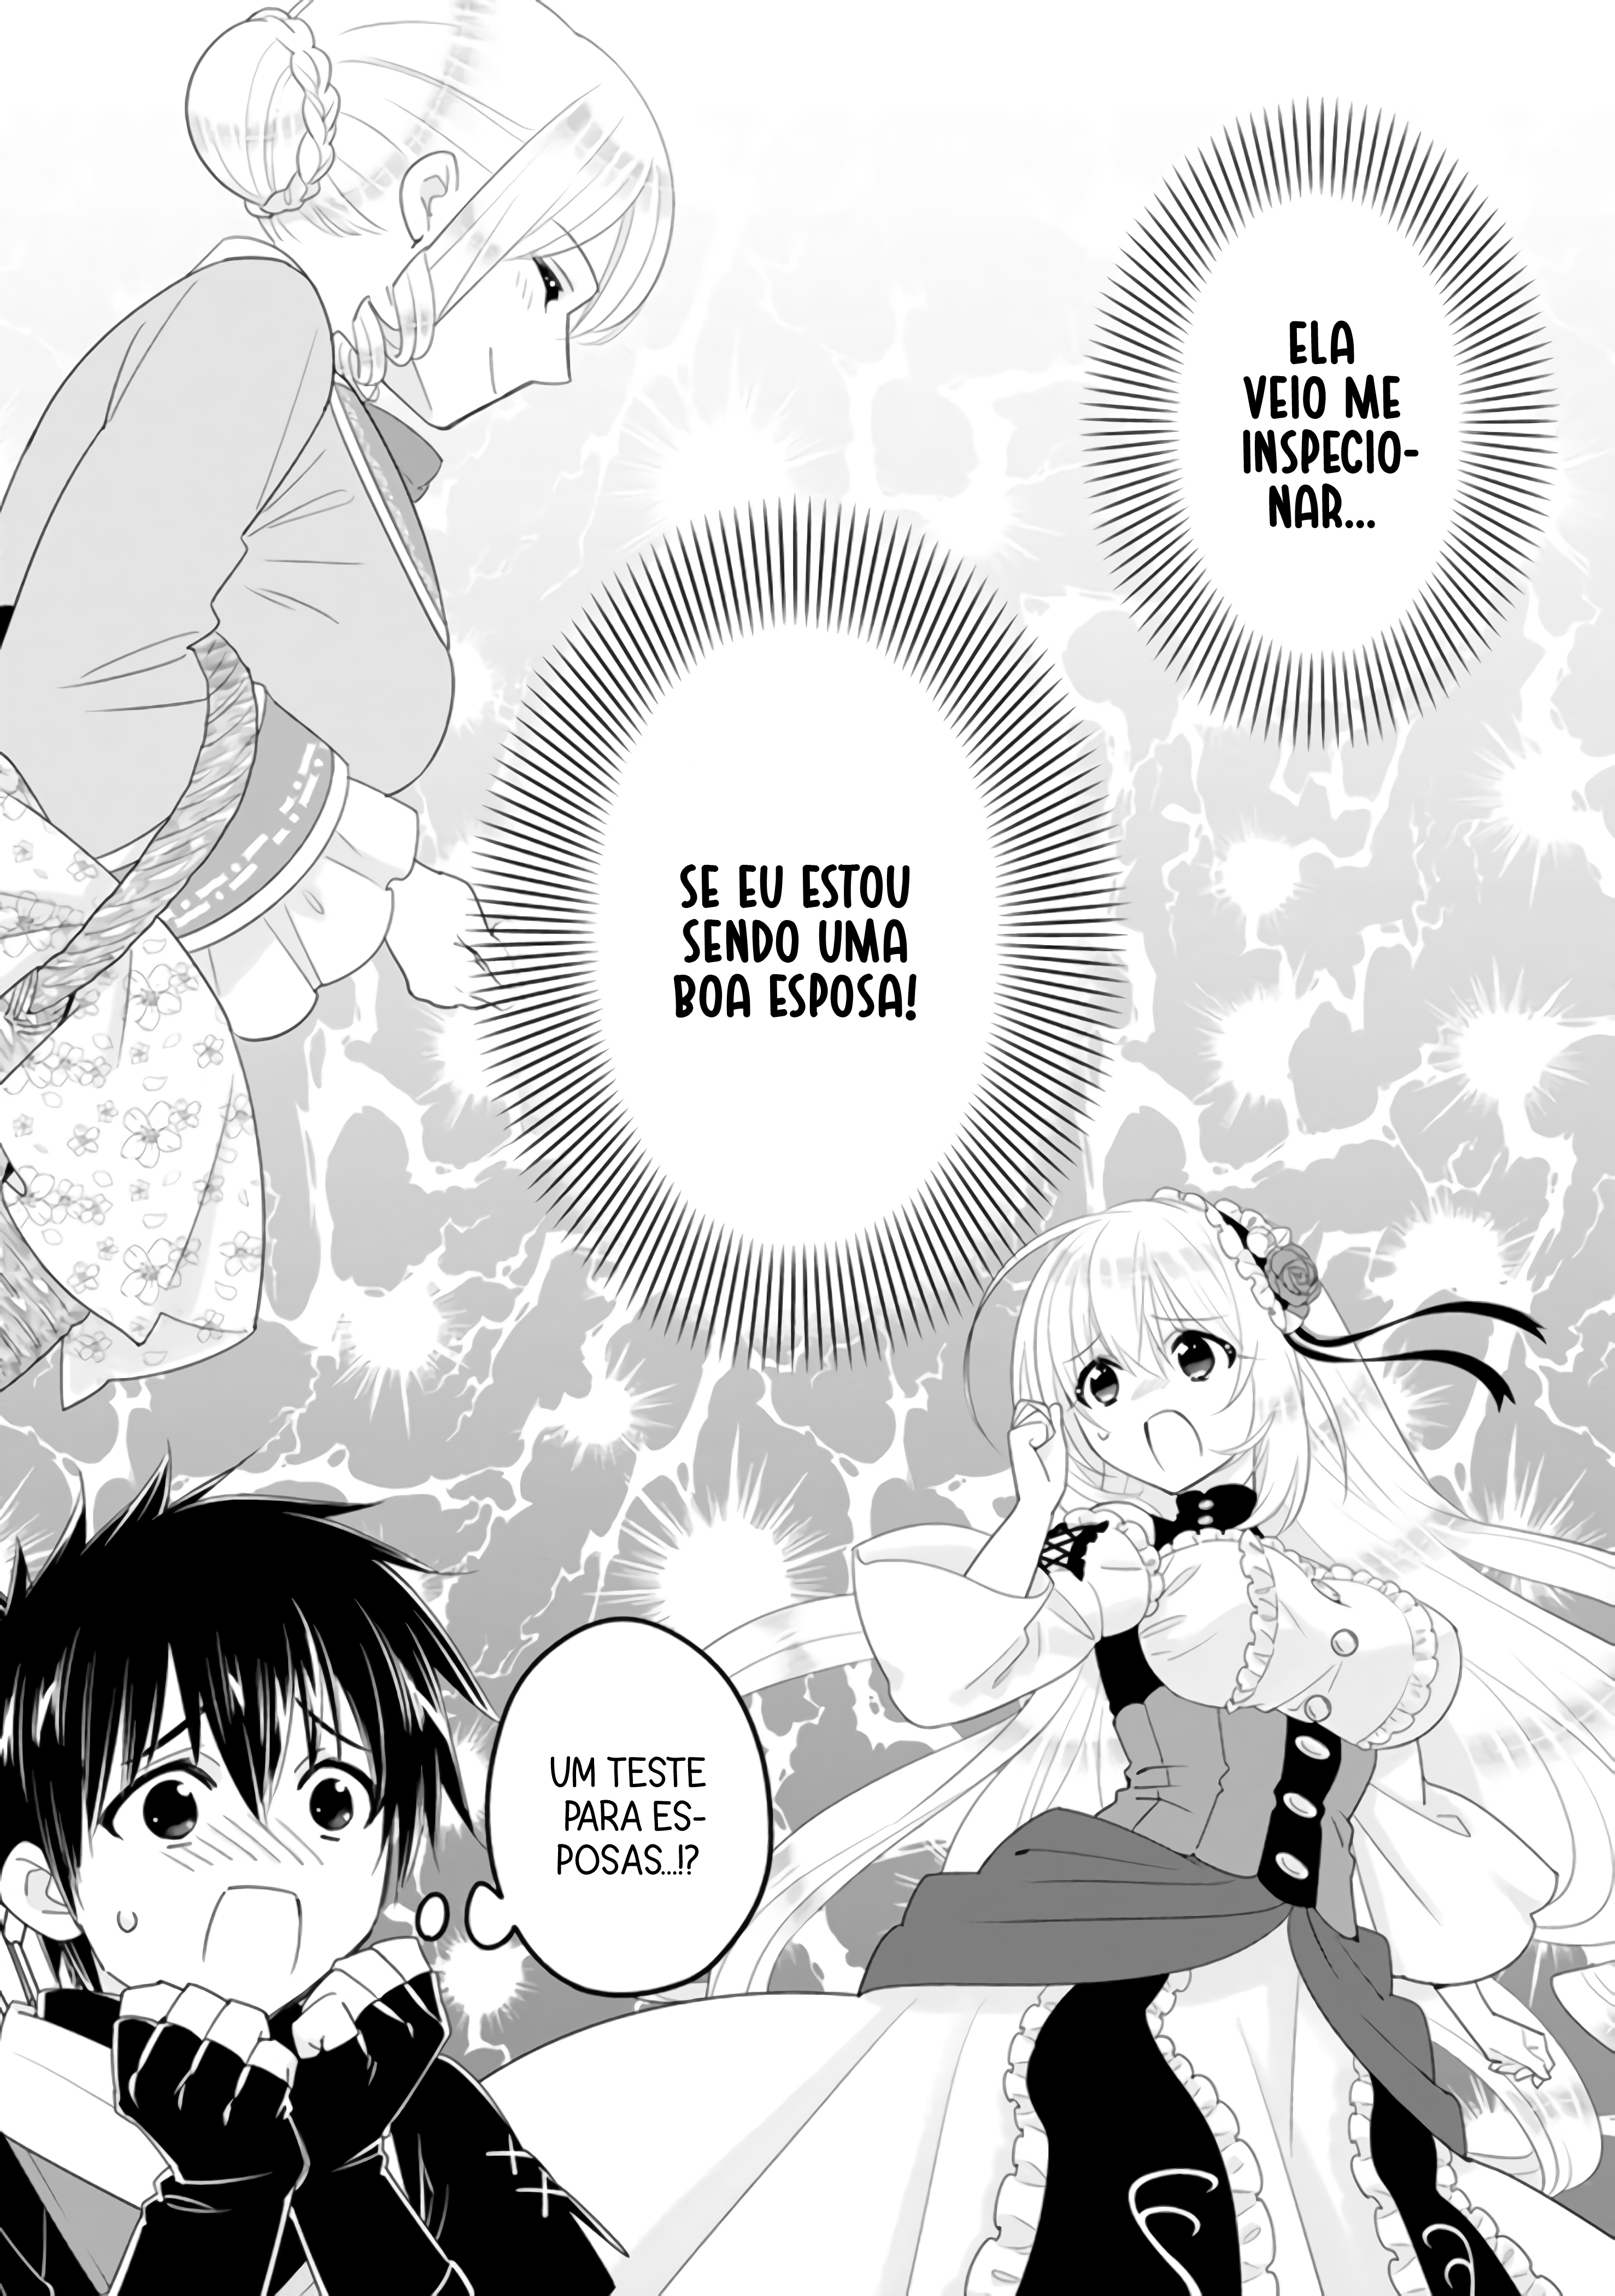 ELA
VEIO ME
INSPECIO-
NAR...
SE EU ESTOU
SENDO UMA
BOA ESPOSA!
UM TESTE
PARA ES-
POSAS...!?